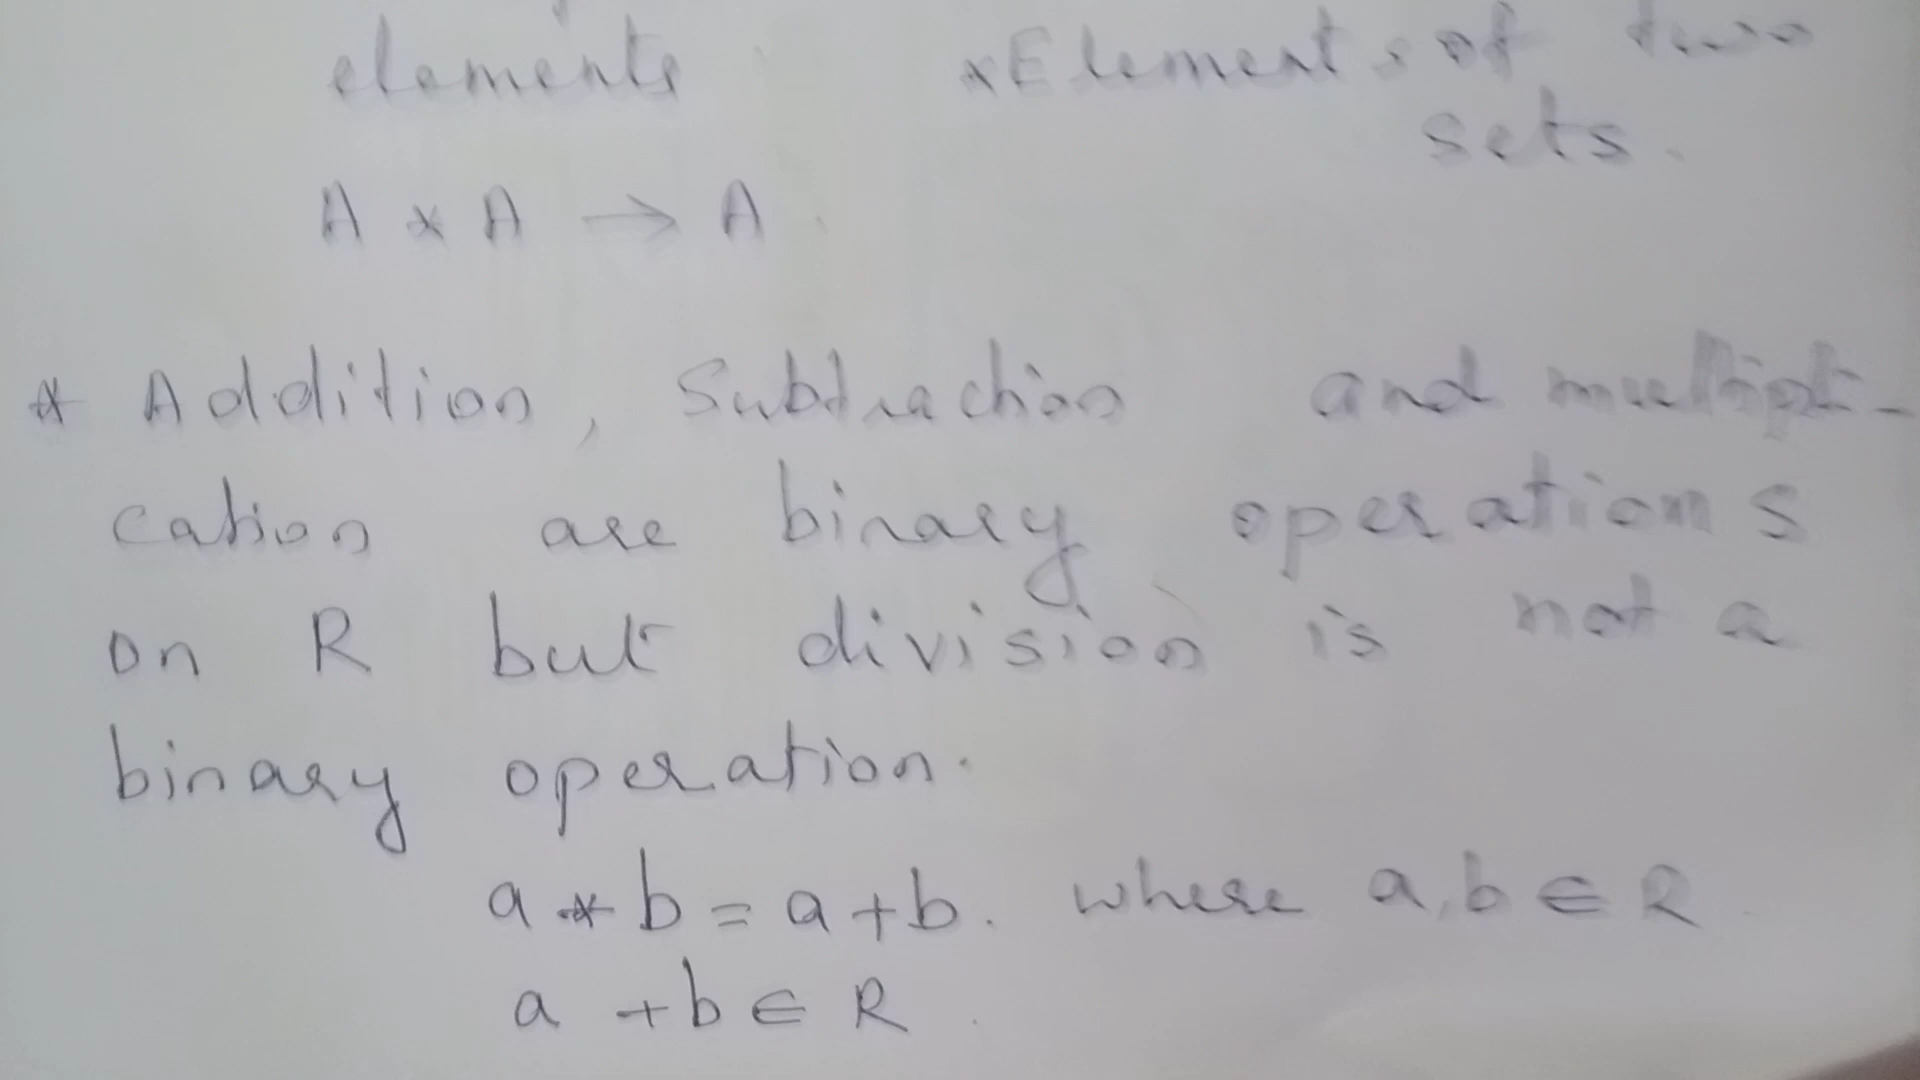 elements *Elements of two
sets.
A × A → A
* Addition, Subtraction and multipli-
cation are binary operations
on R but division is not a
binary operation.
a * b = a + b. where a, b ∈ R
a + b ∈ R